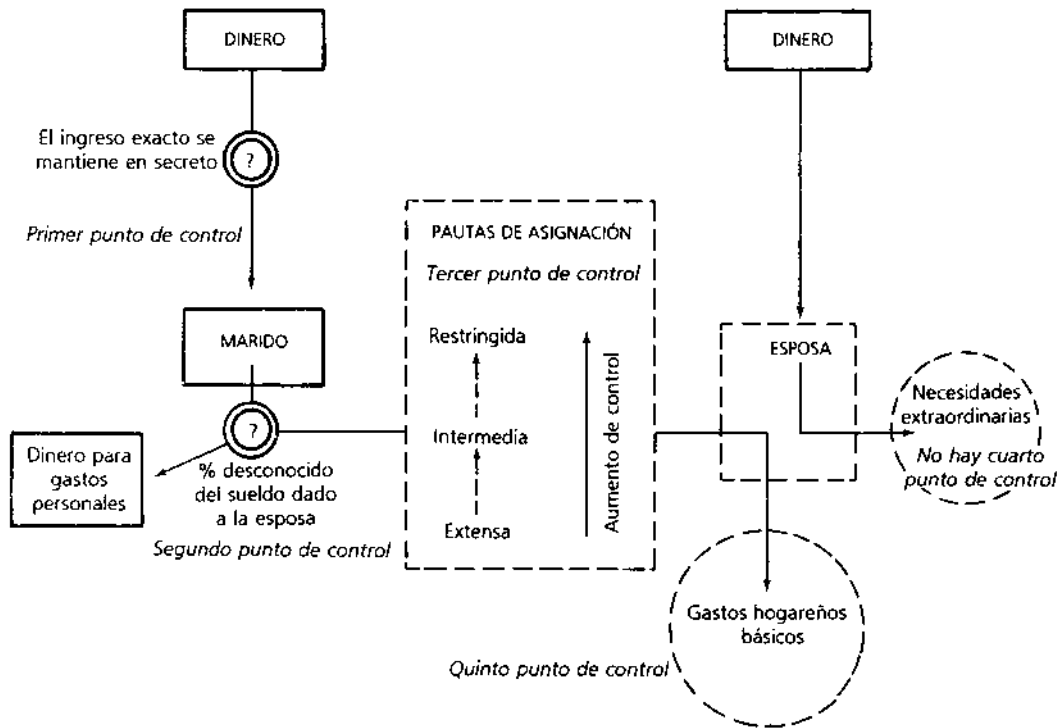 DINERO
DINERO
El ingreso exacto se
mantiene en secreto
?
Primer punto de control
PAUTAS DE ASIGNACIÓN
Tercer punto de control
MARIDO
Restringida
ESPOSA
Necesidades
extraordinarias
No hay cuarto
punto de control
?
Intermedia
Aumento de control
Dinero para
gastos
personales
% desconocido
del sueldo dado
a la esposa
Segundo punto de control
Extensa
Gastos hogareños
básicos
Quinto punto de control